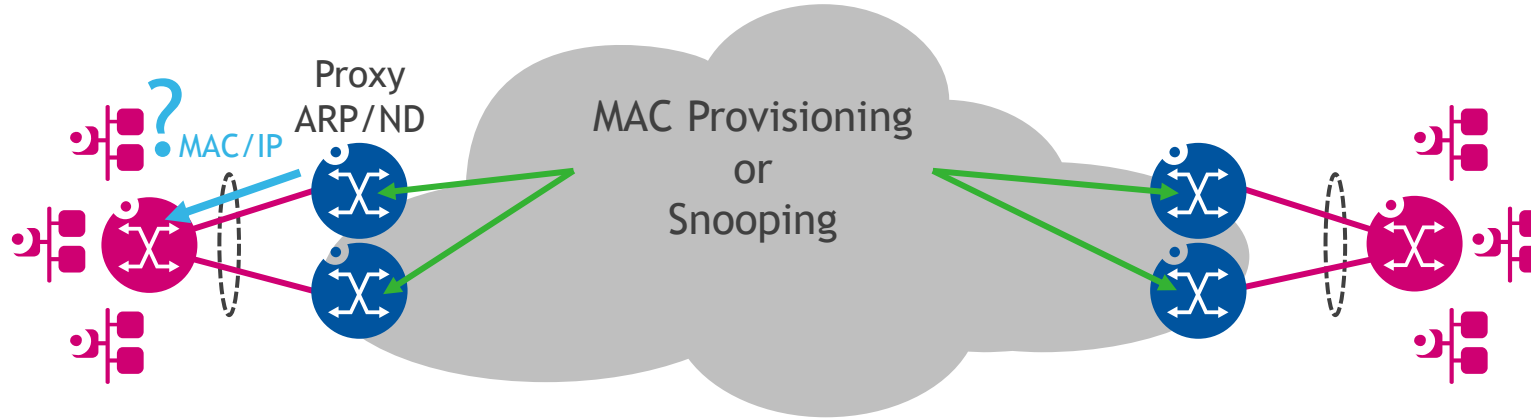 Proxy
ARP/ND
?
MAC/IP
MAC Provisioning
or
Snooping